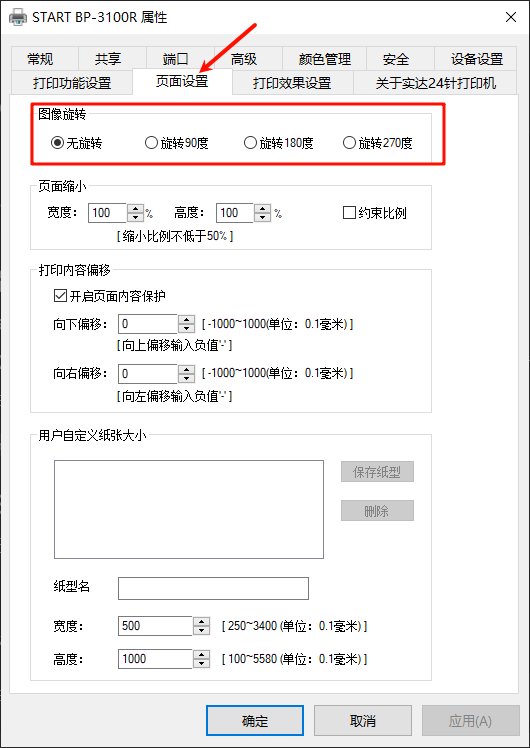 START BP-3100R 属性
常规 共享 端口 高级 颜色管理 安全 设备设置
打印功能设置 页面设置 打印效果设置 关于实达24针打印机
图像旋转
无旋转 旋转90度 旋转180度 旋转270度
页面缩小
宽度： 100 % 高度： 100 % 约束比例
[ 缩小比例不低于50% ]
打印内容偏移
开启页面内容保护
向下偏移： 0 [ -1000~1000(单位：0.1毫米) ]
[向上偏移输入负值'-' ]
向右偏移： 0 [ -1000~1000(单位：0.1毫米) ]
[向左偏移输入负值'-' ]
用户自定义纸张大小
保存纸型
删除
纸型名
宽度： 500 [ 250~3400 (单位：0.1毫米) ]
高度： 1000 [ 100~5580 (单位：0.1毫米) ]
确定 取消 应用(A)